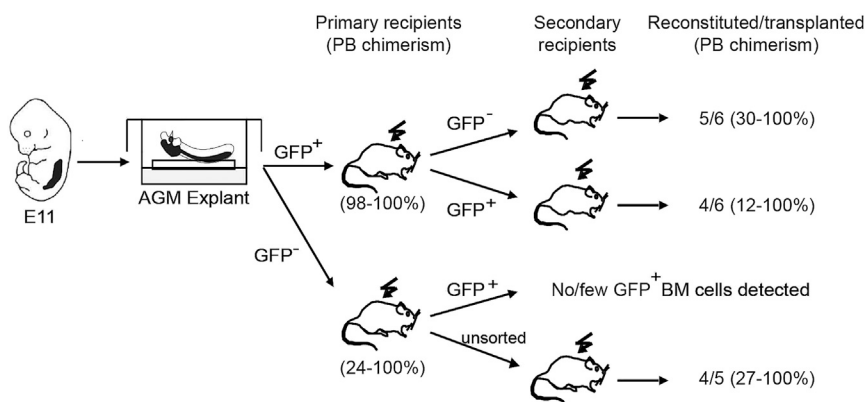 Primary recipients
(PB chimerism)
Secondary
recipients
Reconstituted/transplanted
(PB chimerism)
E11
AGM Explant
GFP+
(98-100%)
GFP-
5/6 (30-100%)
GFP+
4/6 (12-100%)
GFP-
(24-100%)
GFP+
No/few GFP+BM cells detected
unsorted
4/5 (27-100%)